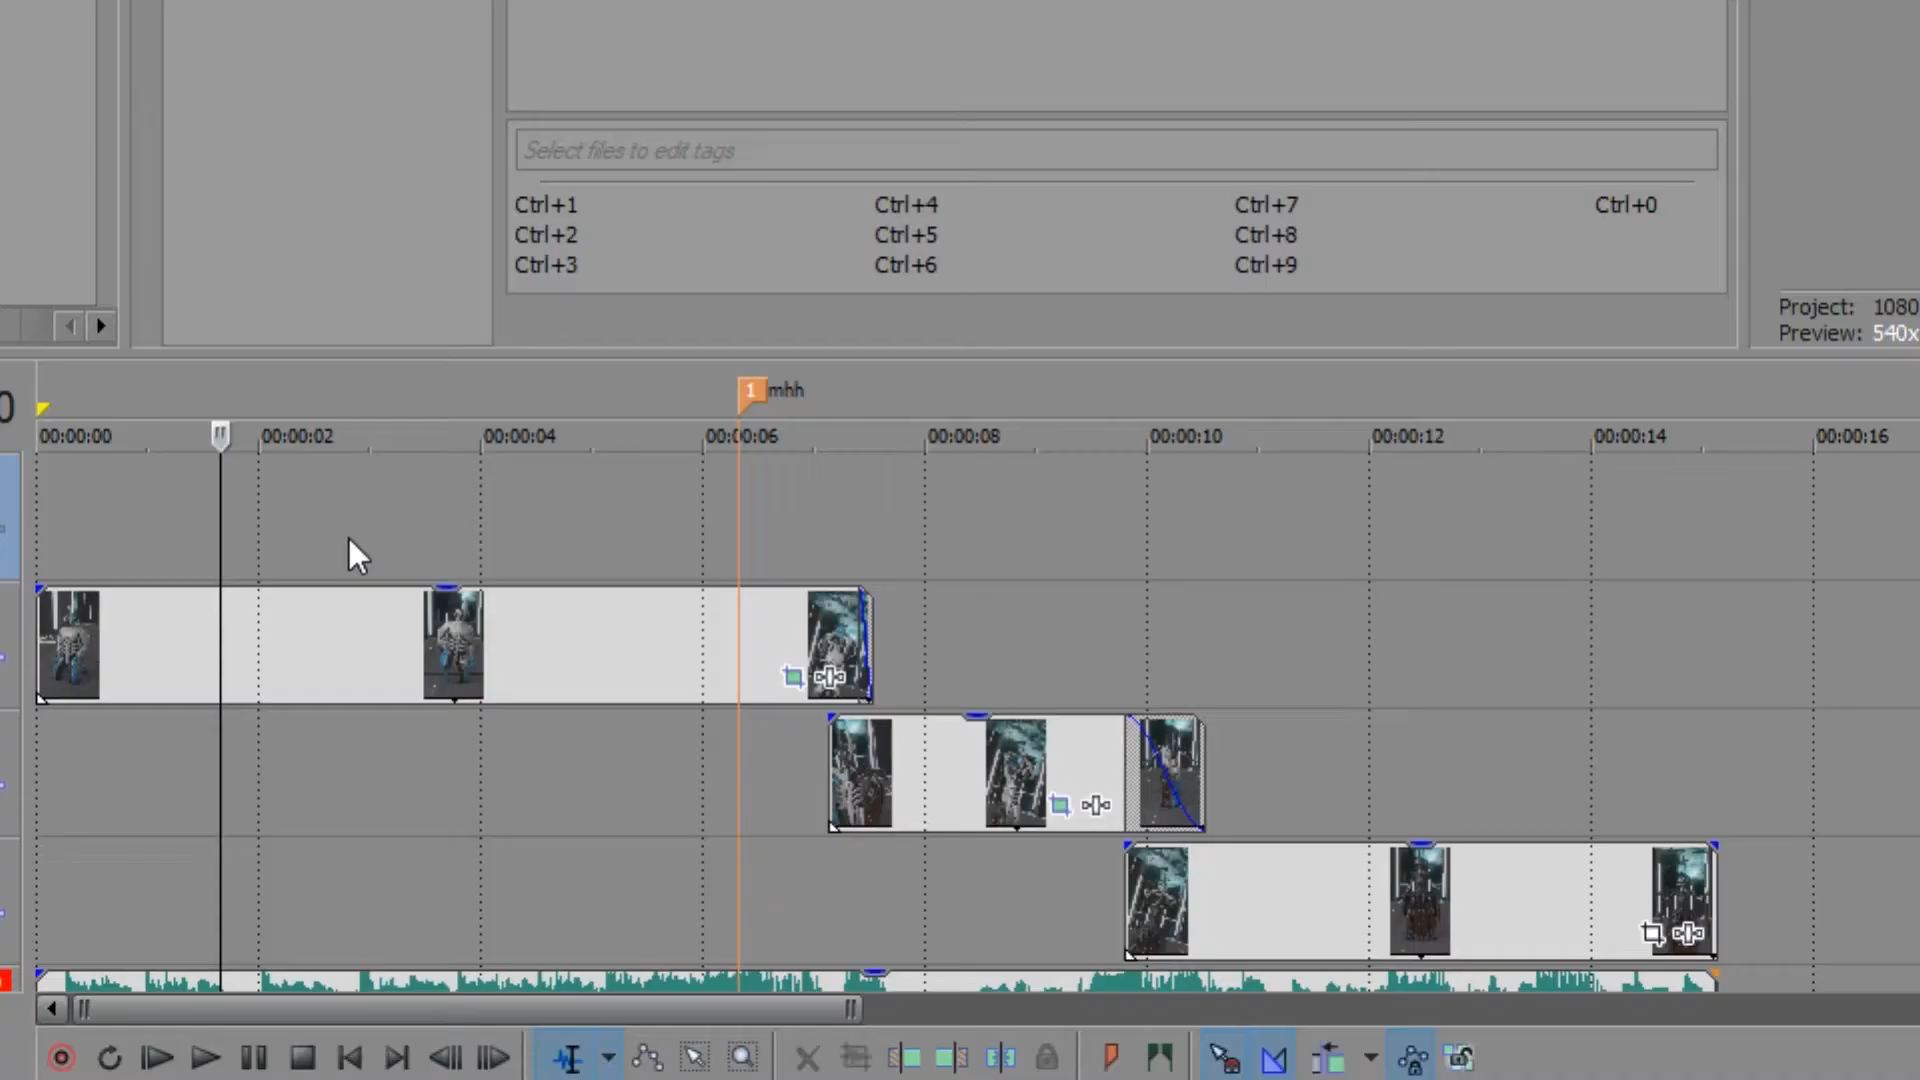 Select files to edit tags
Ctrl+1 Ctrl+4 Ctrl+7 Ctrl+0
Ctrl+2 Ctrl+5 Ctrl+8
Ctrl+3 Ctrl+6 Ctrl+9
Project: 1080
Preview: 540x
0
1 mhh
00:00:00 00:00:02 00:00:04 00:00:06 00:00:08 00:00:10 00:00:12 00:00:14 00:00:16